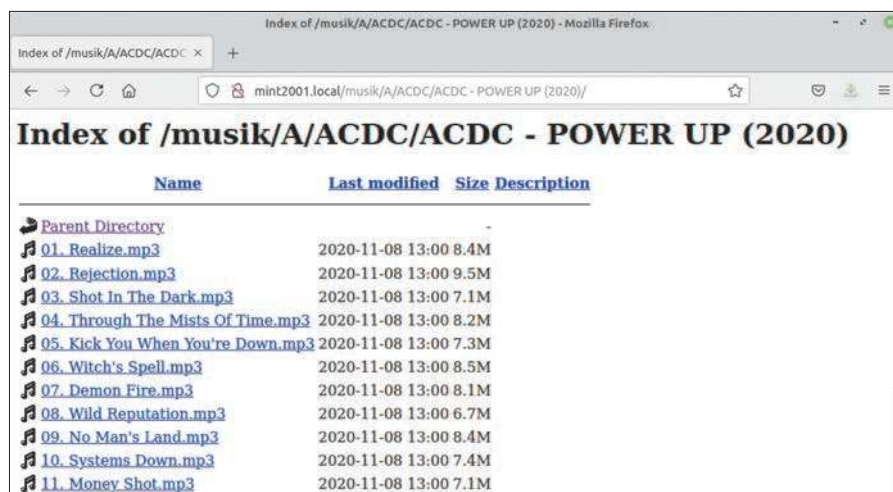 Index of /musik/A/ACDC/ACDC - POWER UP (2020) - Mozilla Firefox
Index of /musik/A/ACDC/ACDC × +
mint2001.local/musik/A/ACDC/ACDC - POWER UP (2020)/
Index of /musik/A/ACDC/ACDC - POWER UP (2020)
Name Last modified Size Description
Parent Directory -
01. Realize.mp3 2020-11-08 13:00 8.4M
02. Rejection.mp3 2020-11-08 13:00 9.5M
03. Shot In The Dark.mp3 2020-11-08 13:00 7.1M
04. Through The Mists Of Time.mp3 2020-11-08 13:00 8.2M
05. Kick You When You're Down.mp3 2020-11-08 13:00 7.3M
06. Witch's Spell.mp3 2020-11-08 13:00 8.5M
07. Demon Fire.mp3 2020-11-08 13:00 8.1M
08. Wild Reputation.mp3 2020-11-08 13:00 6.7M
09. No Man's Land.mp3 2020-11-08 13:00 8.4M
10. Systems Down.mp3 2020-11-08 13:00 7.4M
11. Money Shot.mp3 2020-11-08 13:00 7.1M